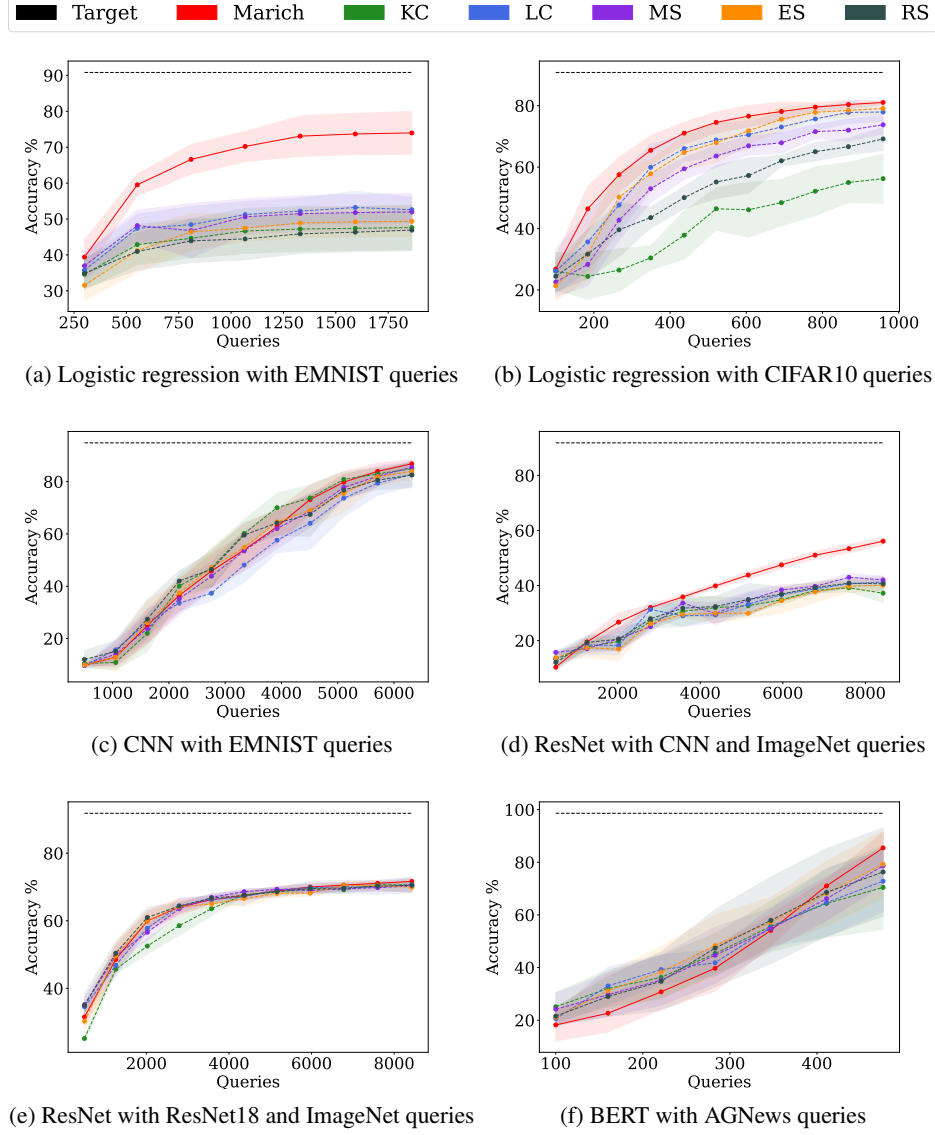 Target Marich KC LC MS ES RS
90
80
70
60
50
40
30
Accuracy %
250 500 750 1000 1250 1500 1750
Queries
(a) Logistic regression with EMNIST queries
80
60
40
20
Accuracy %
200 400 600 800 1000
Queries
(b) Logistic regression with CIFAR10 queries
80
60
40
20
Accuracy %
1000 2000 3000 4000 5000 6000
Queries
(c) CNN with EMNIST queries
80
60
40
20
Accuracy %
2000 4000 6000 8000
Queries
(d) ResNet with CNN and ImageNet queries
80
60
40
Accuracy %
2000 4000 6000 8000
Queries
(e) ResNet with ResNet18 and ImageNet queries
100
80
60
40
20
Accuracy %
100 200 300 400
Queries
(f) BERT with AGNews queries